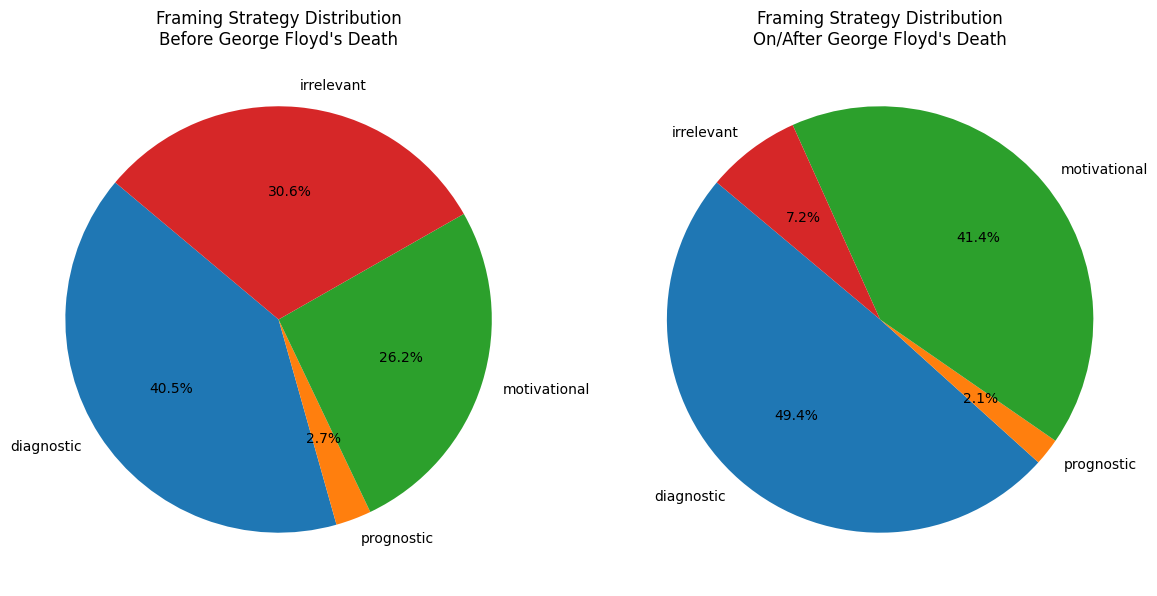 Framing Strategy Distribution
Before George Floyd's Death
irrelevant
30.6%
26.2%
40.5%
motivational
2.7%
diagnostic
prognostic
Framing Strategy Distribution
On/After George Floyd's Death
irrelevant
motivational
7.2%
41.4%
2.1%
49.4%
prognostic
diagnostic